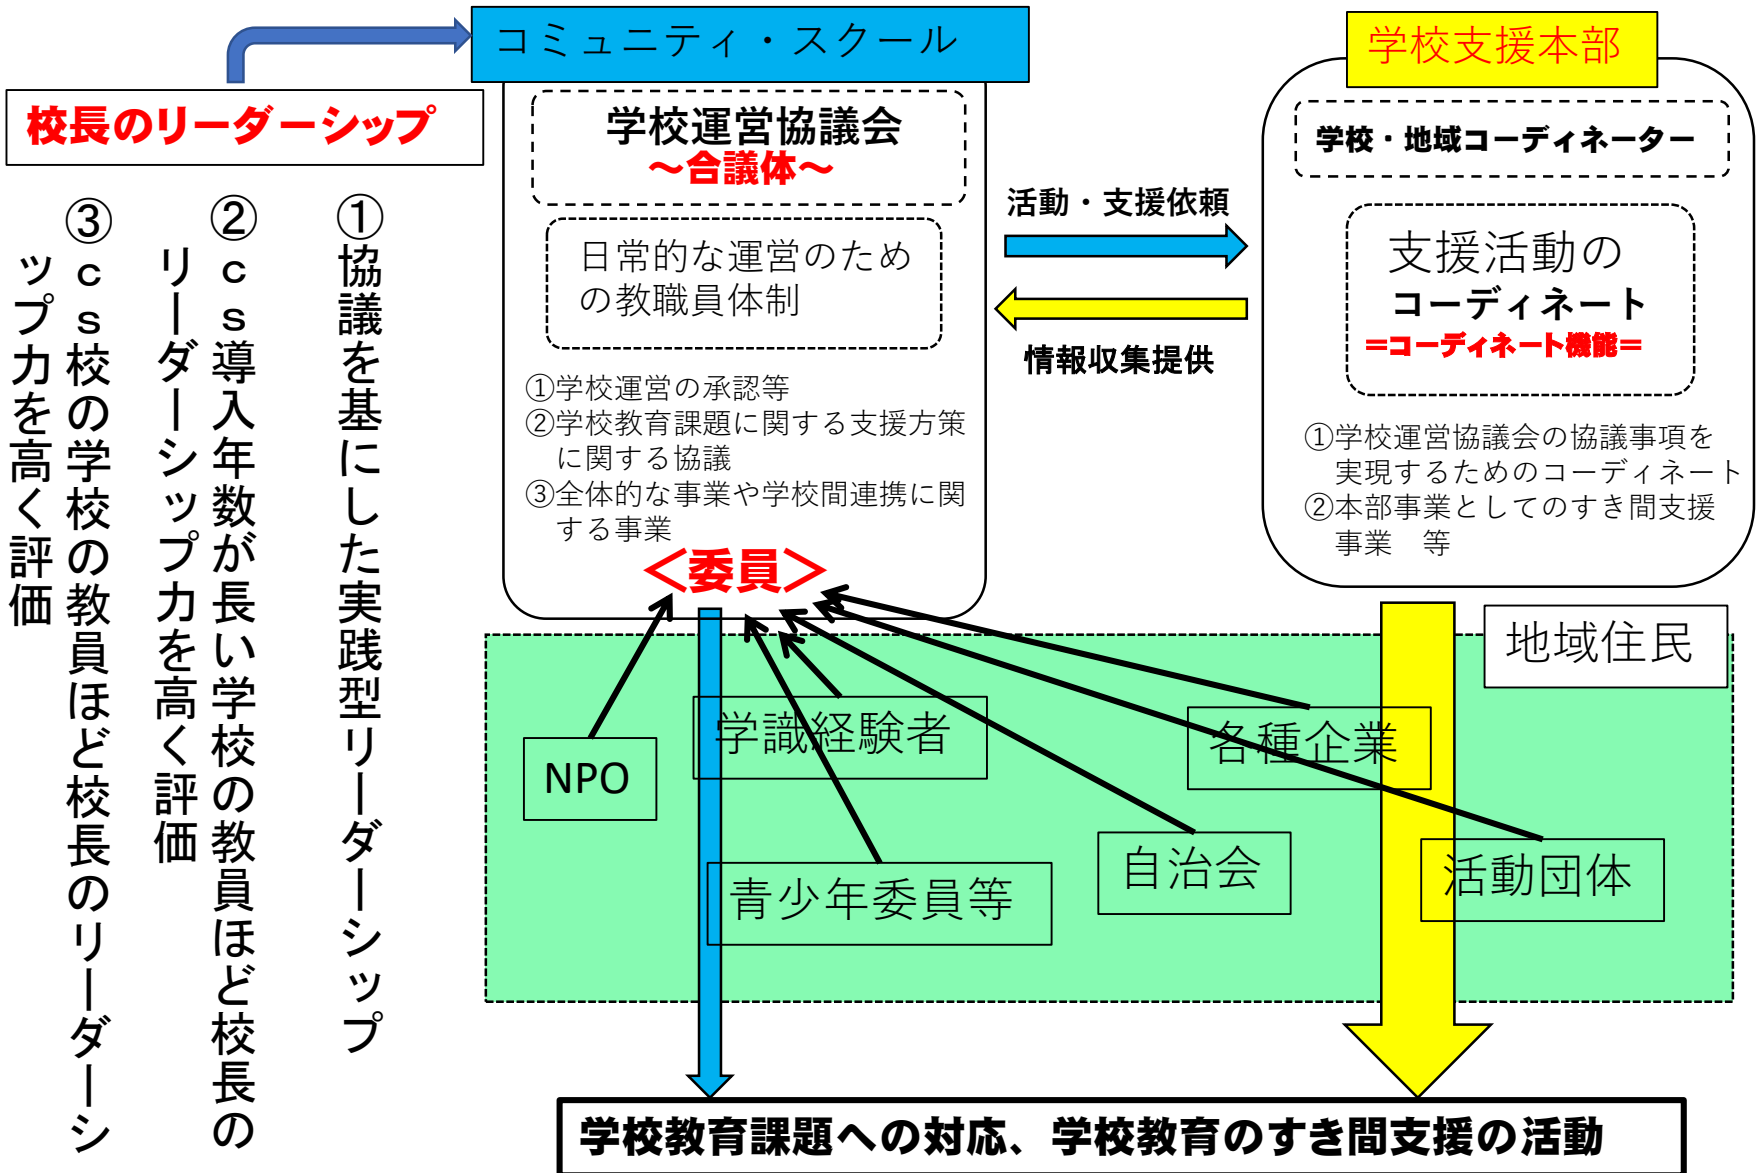 コミュニティ・スクール
学校支援本部
校長のリーダーシップ
①協議を基にした実践型リーダーシップ
②ｃｓ導入年数が長い学校の教員ほど校長の
リーダーシップ力を高く評価
③ｃｓ校の学校の教員ほど校長のリーダーシ
ップ力を高く評価
学校運営協議会
～合議体～
日常的な運営のため
の教職員体制
①学校運営の承認等
②学校教育課題に関する支援方策
に関する協議
③全体的な事業や学校間連携に関
する事業
＜委員＞
活動・支援依頼
情報収集提供
学校・地域コーディネーター
支援活動の
コーディネート
＝コーディネート機能＝
①学校運営協議会の協議事項を
実現するためのコーディネート
②本部事業としてのすき間支援
事業　等
地域住民
学識経験者
各種企業
NPO
自治会
活動団体
青少年委員等
学校教育課題への対応、学校教育のすき間支援の活動